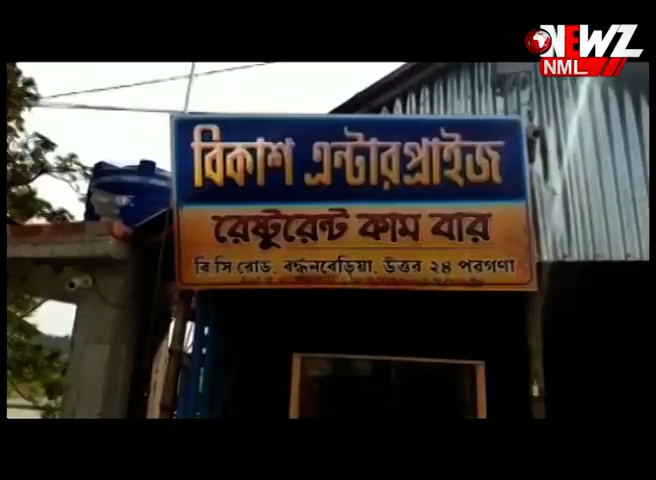 NEWZ
NML
বিকাশ এন্টারপ্রাইজ
রেষ্টুরেন্ট কাম বার
বি.সি রোড, বর্দ্ধনবেড়িয়া, উত্তর ২৪ পরগণা